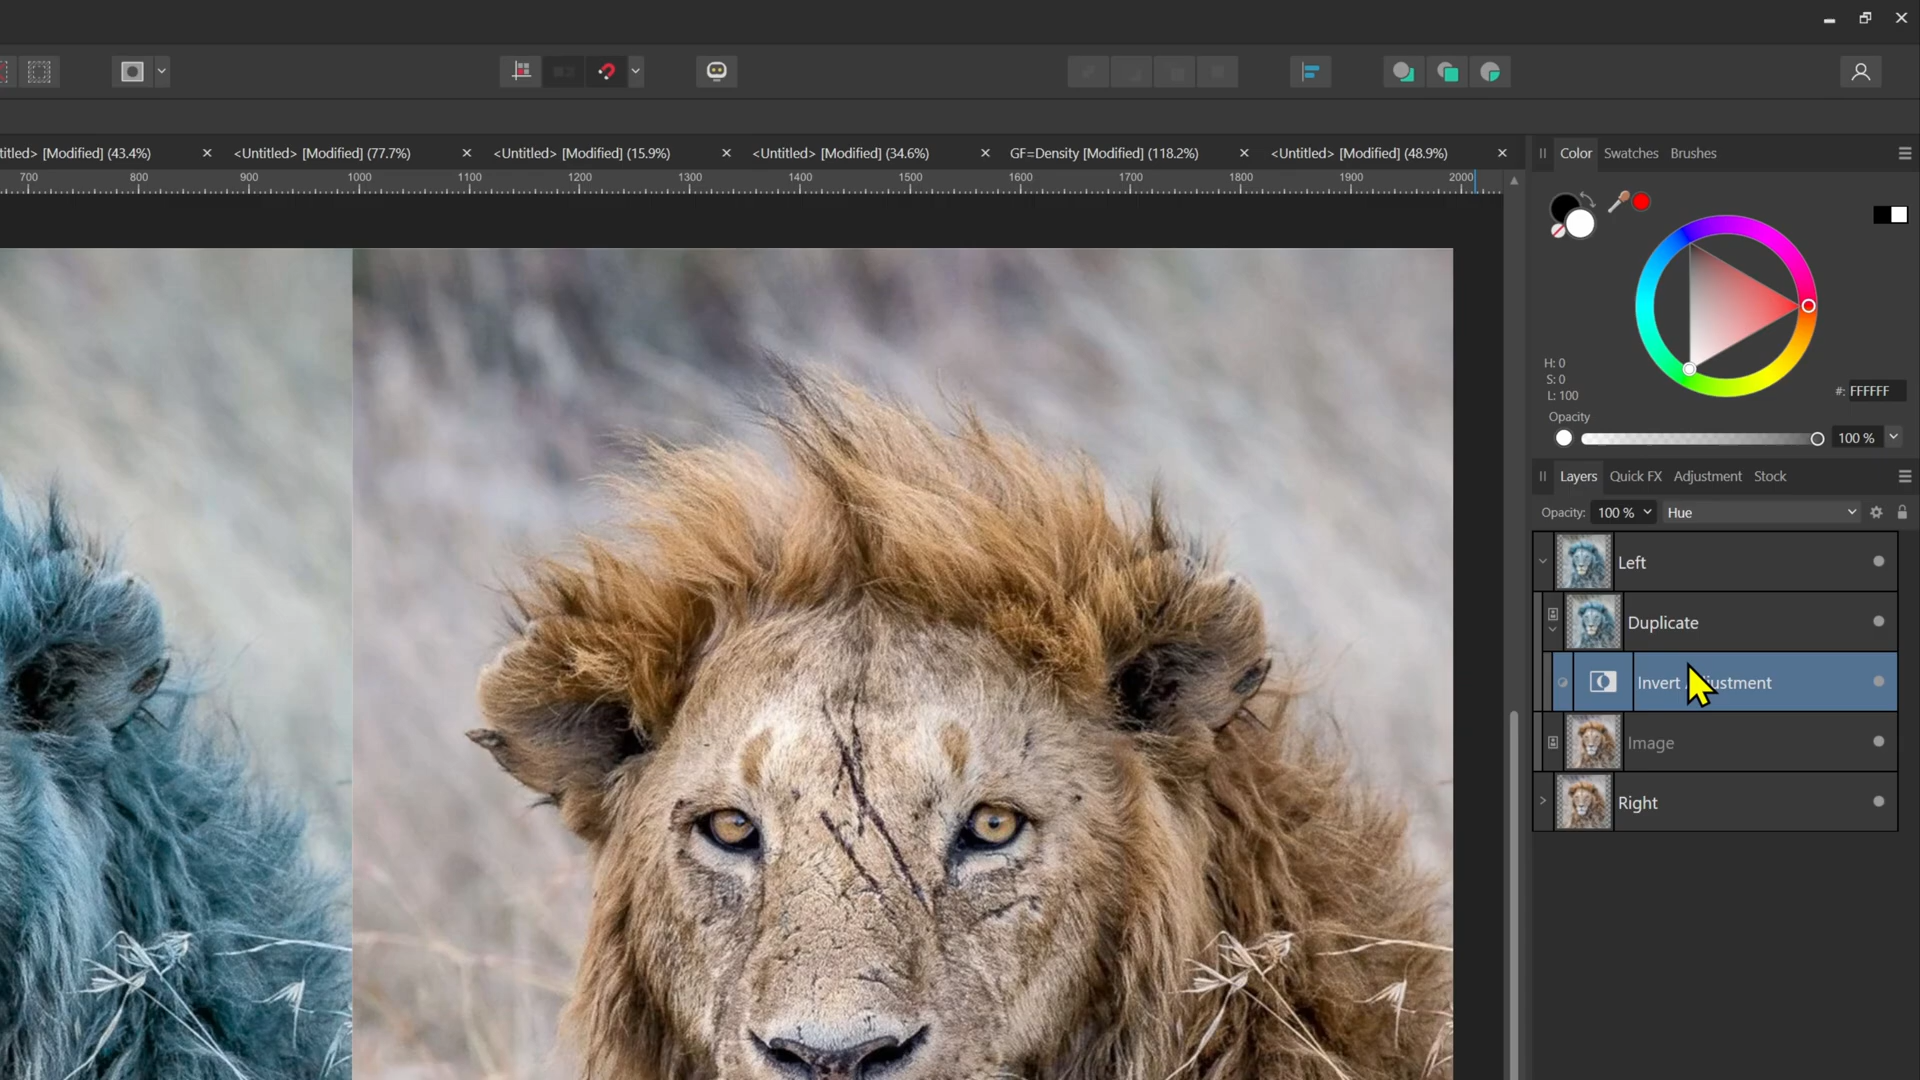 titled> [Modified] (43.4%) × <Untitled> [Modified] (77.7%) × <Untitled> [Modified] (15.9%) × <Untitled> [Modified] (34.6%) × GF=Density [Modified] (118.2%) × <Untitled> [Modified] (48.9%) ×
700 800 900 1000 1100 1200 1300 1400 1500 1600 1700 1800 1900 2000
Color Swatches Brushes
H: 0
S: 0
L: 100
#: FFFFFF
Opacity
100 %
Layers Quick FX Adjustment Stock
Opacity: 100 % Hue
Left
Duplicate
Invert Adjustment
Image
Right